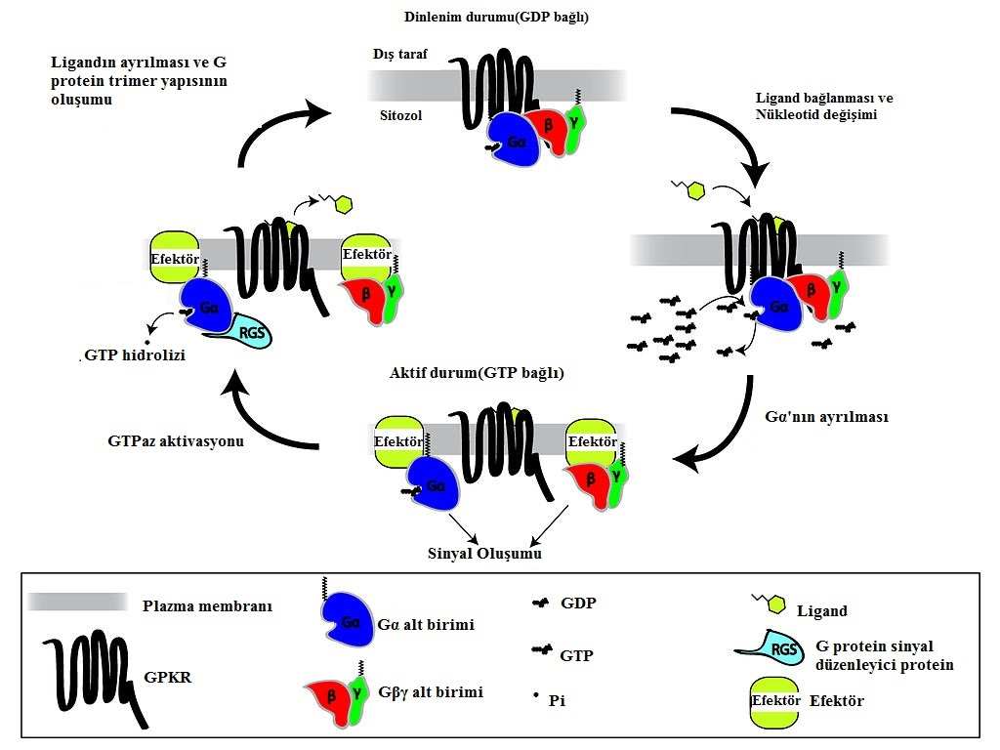 Dinlenim durumu(GDP bağlı)
Ligandın ayrılması ve G
protein trimer yapısının
oluşumu
Dış taraf
Sitozol
Gα
β
γ
Ligand bağlanması ve
Nükleotid değişimi
Efektör
Gα
RGS
Efektör
β
γ
. GTP hidrolizi
Gα
β
γ
Aktif durum(GTP bağlı)
GTPaz aktivasyonu
Gα'nın ayrılması
Efektör
Gα
Efektör
β
γ
Sinyal Oluşumu
Plazma membranı
GPKR
Gα
Gα alt birimi
β
γ
Gβγ alt birimi
GDP
GTP
Pi
Ligand
RGS
G protein sinyal
düzenleyici protein
Efektör
Efektör